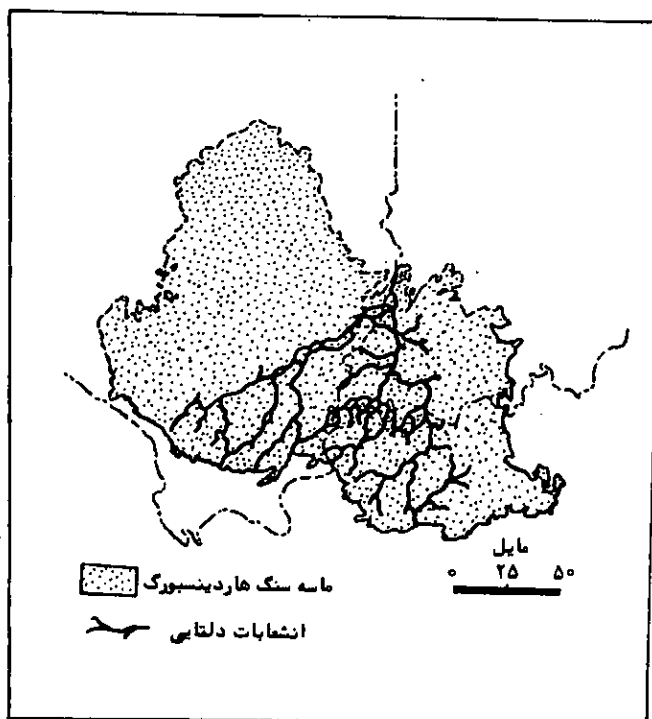 مایل
۰ ۲۵ ۵۰
ماسه سنگ هاردینسبورگ
انشعابات دلتایی